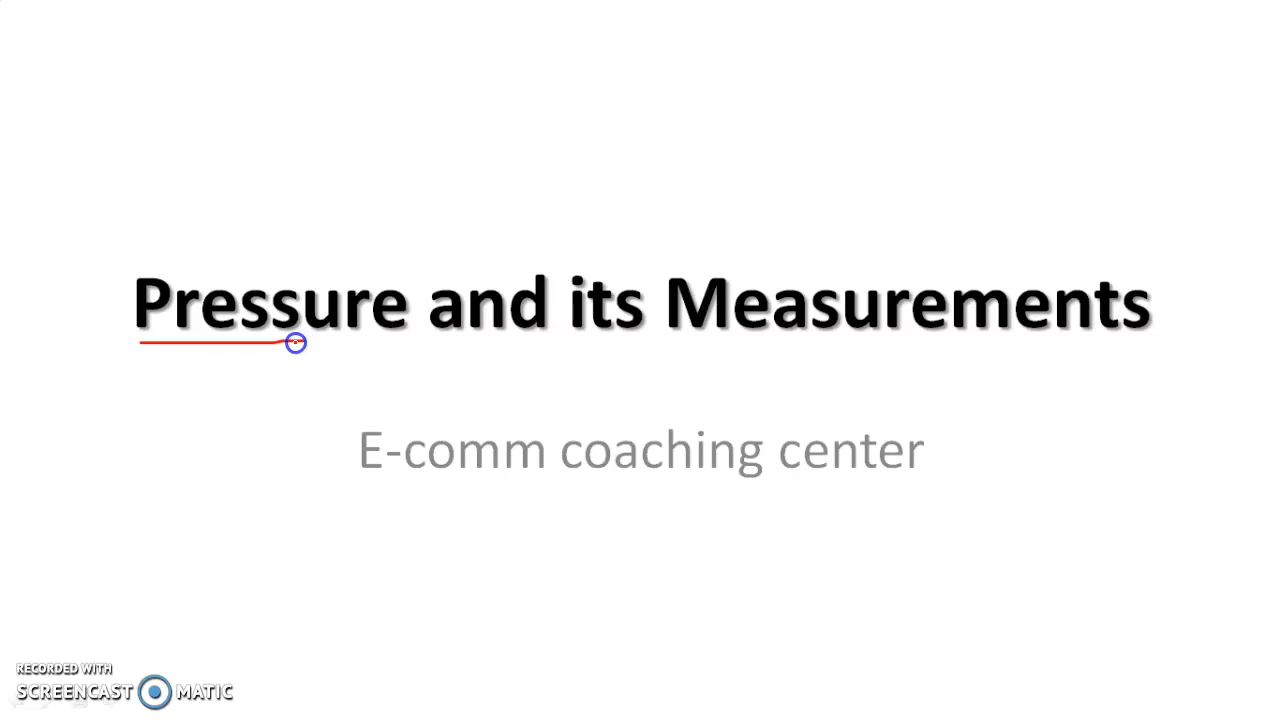 Pressure and its Measurements
E-comm coaching center
RECORDED WITH
SCREENCAST MATIC